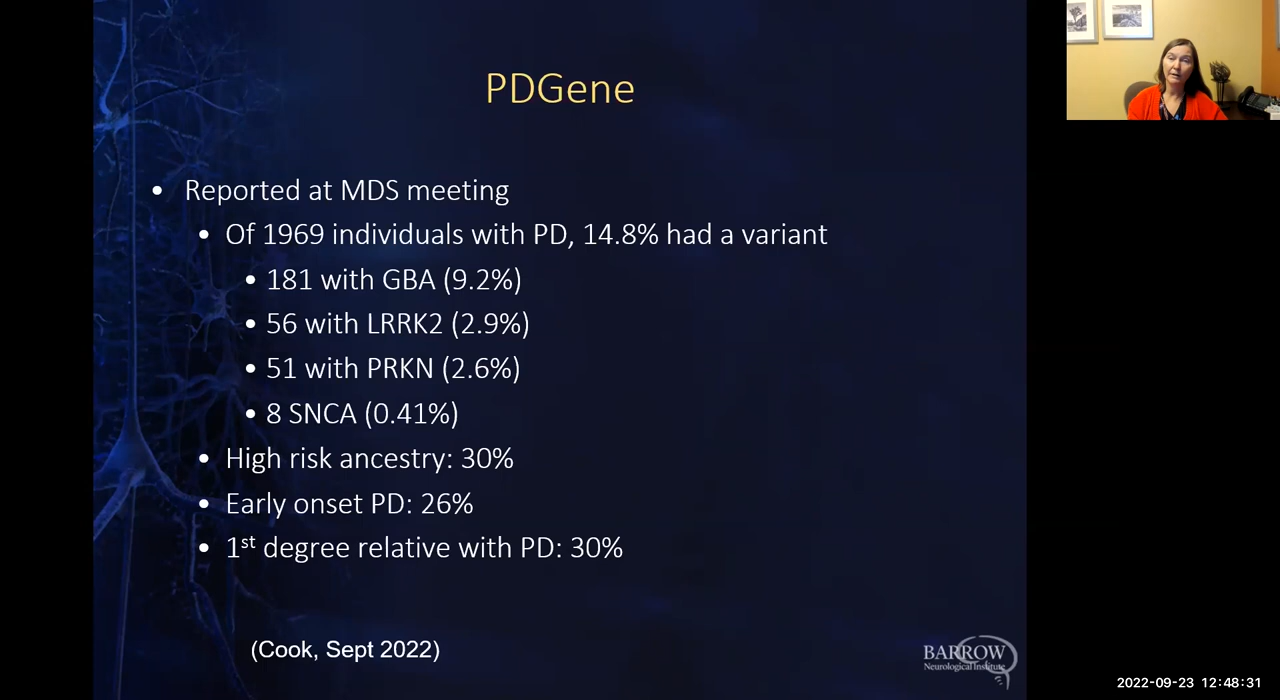 PDGene
• Reported at MDS meeting
• Of 1969 individuals with PD, 14.8% had a variant
• 181 with GBA (9.2%)
• 56 with LRRK2 (2.9%)
• 51 with PRKN (2.6%)
• 8 SNCA (0.41%)
• High risk ancestry: 30%
• Early onset PD: 26%
• 1st degree relative with PD: 30%
(Cook, Sept 2022)
BARROW
Neurological Institute
2022-09-23 12:48:31